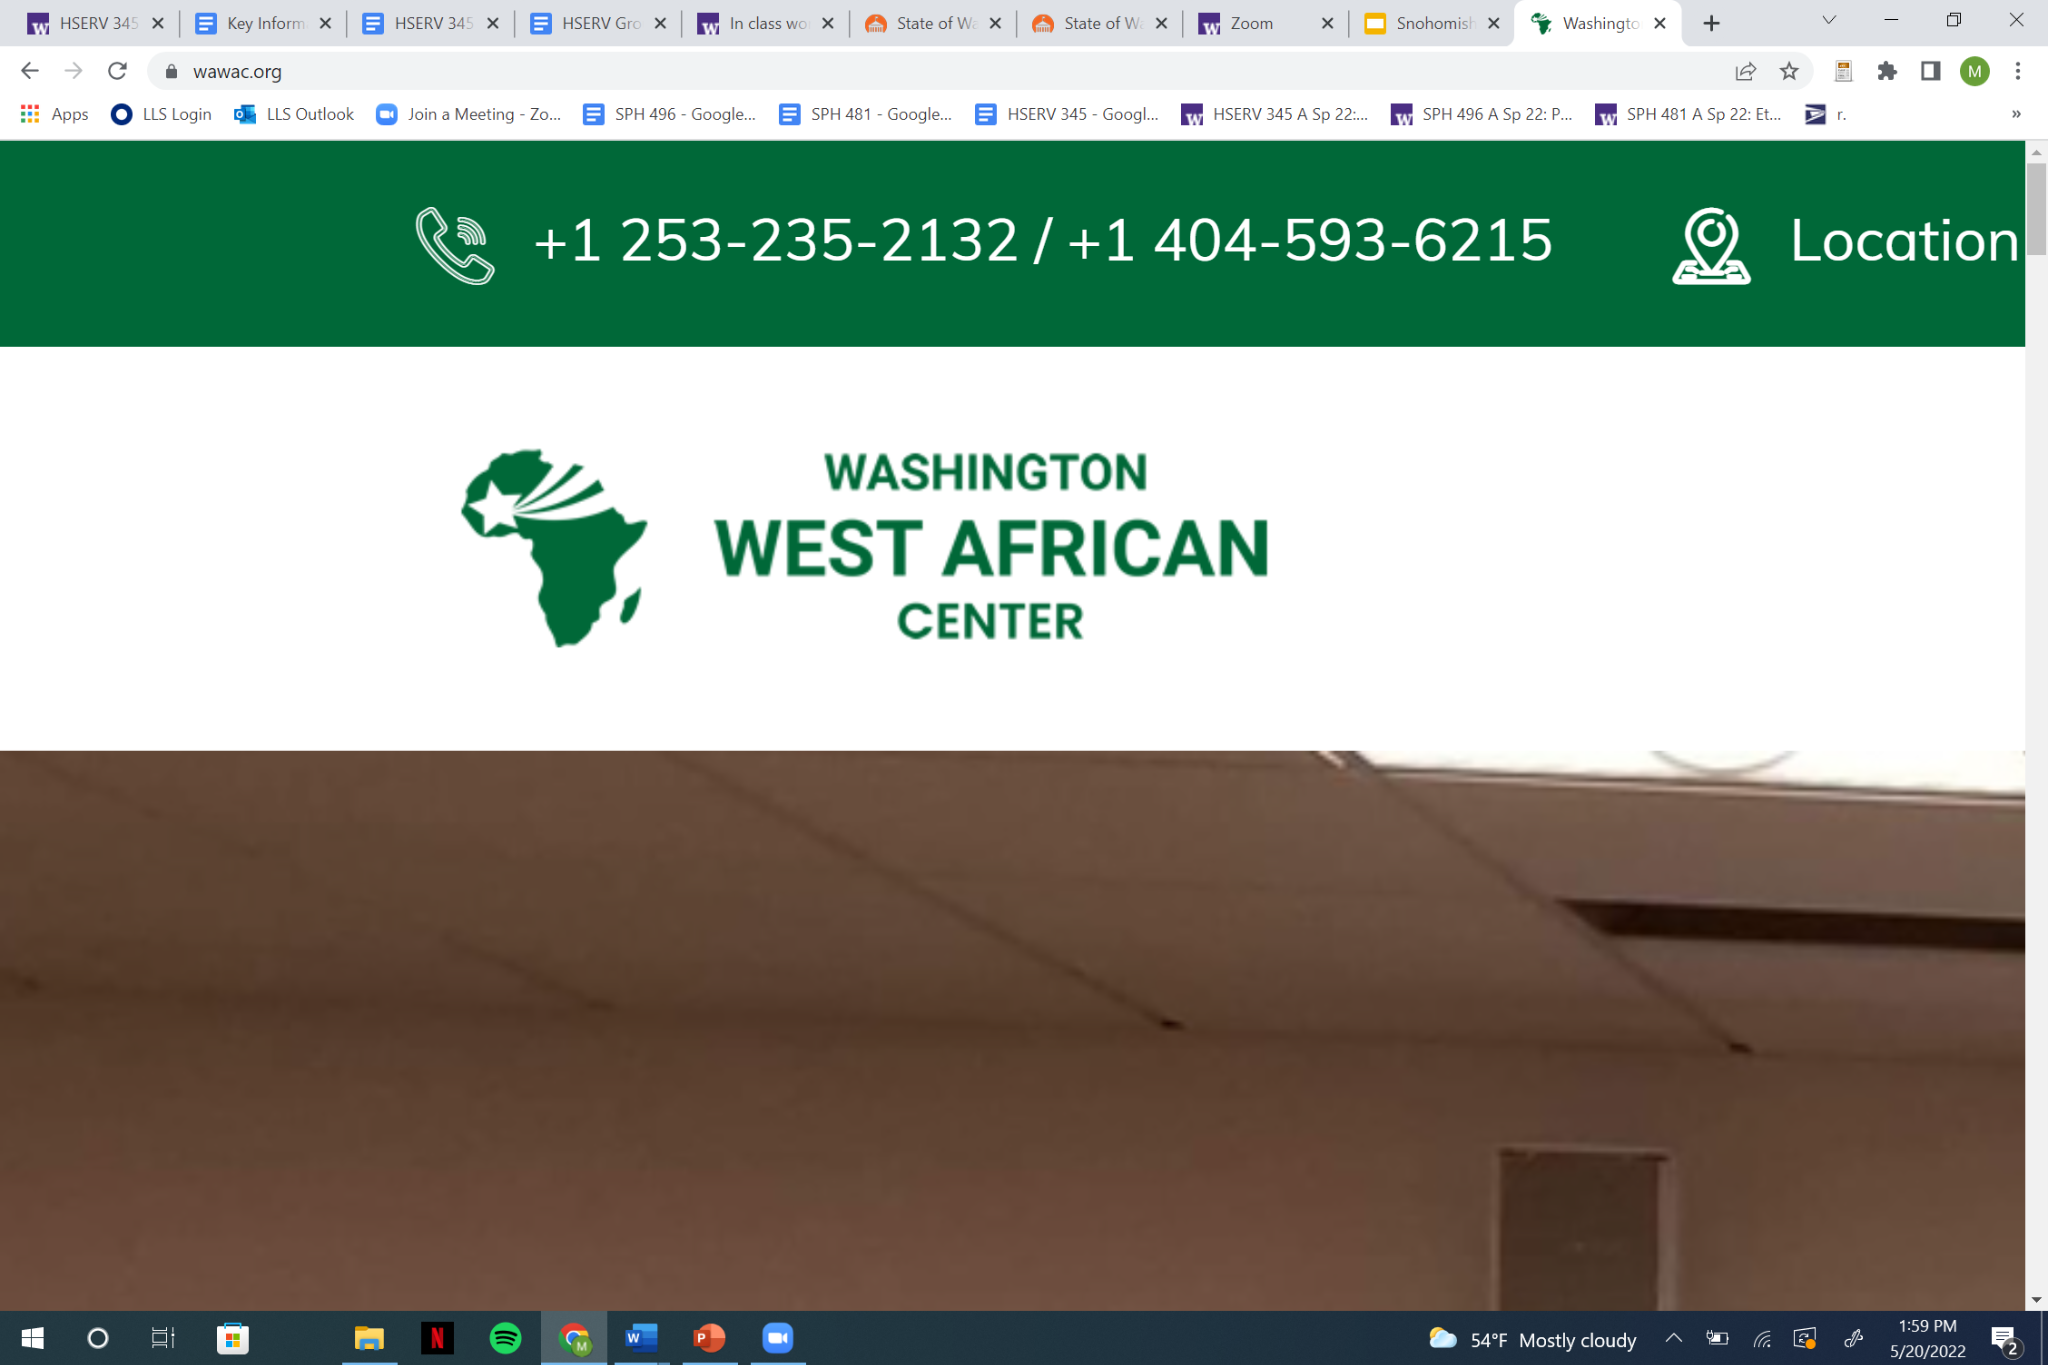 HSERV 345
Key Inform
HSERV 345
HSERV Gro
In class wo
State of Wa
State of Wa
Zoom
Snohomish
Washingto
wawac.org
M
Apps
LLS Login
LLS Outlook
Join a Meeting - Zo...
SPH 496 - Google...
SPH 481 - Google...
HSERV 345 - Googl...
HSERV 345 A Sp 22:...
SPH 496 A Sp 22: P...
SPH 481 A Sp 22: Et...
r.
»
+1 253-235-2132 / +1 404-593-6215
Location
WASHINGTON
WEST AFRICAN
CENTER
54°F Mostly cloudy
1:59 PM
5/20/2022
2